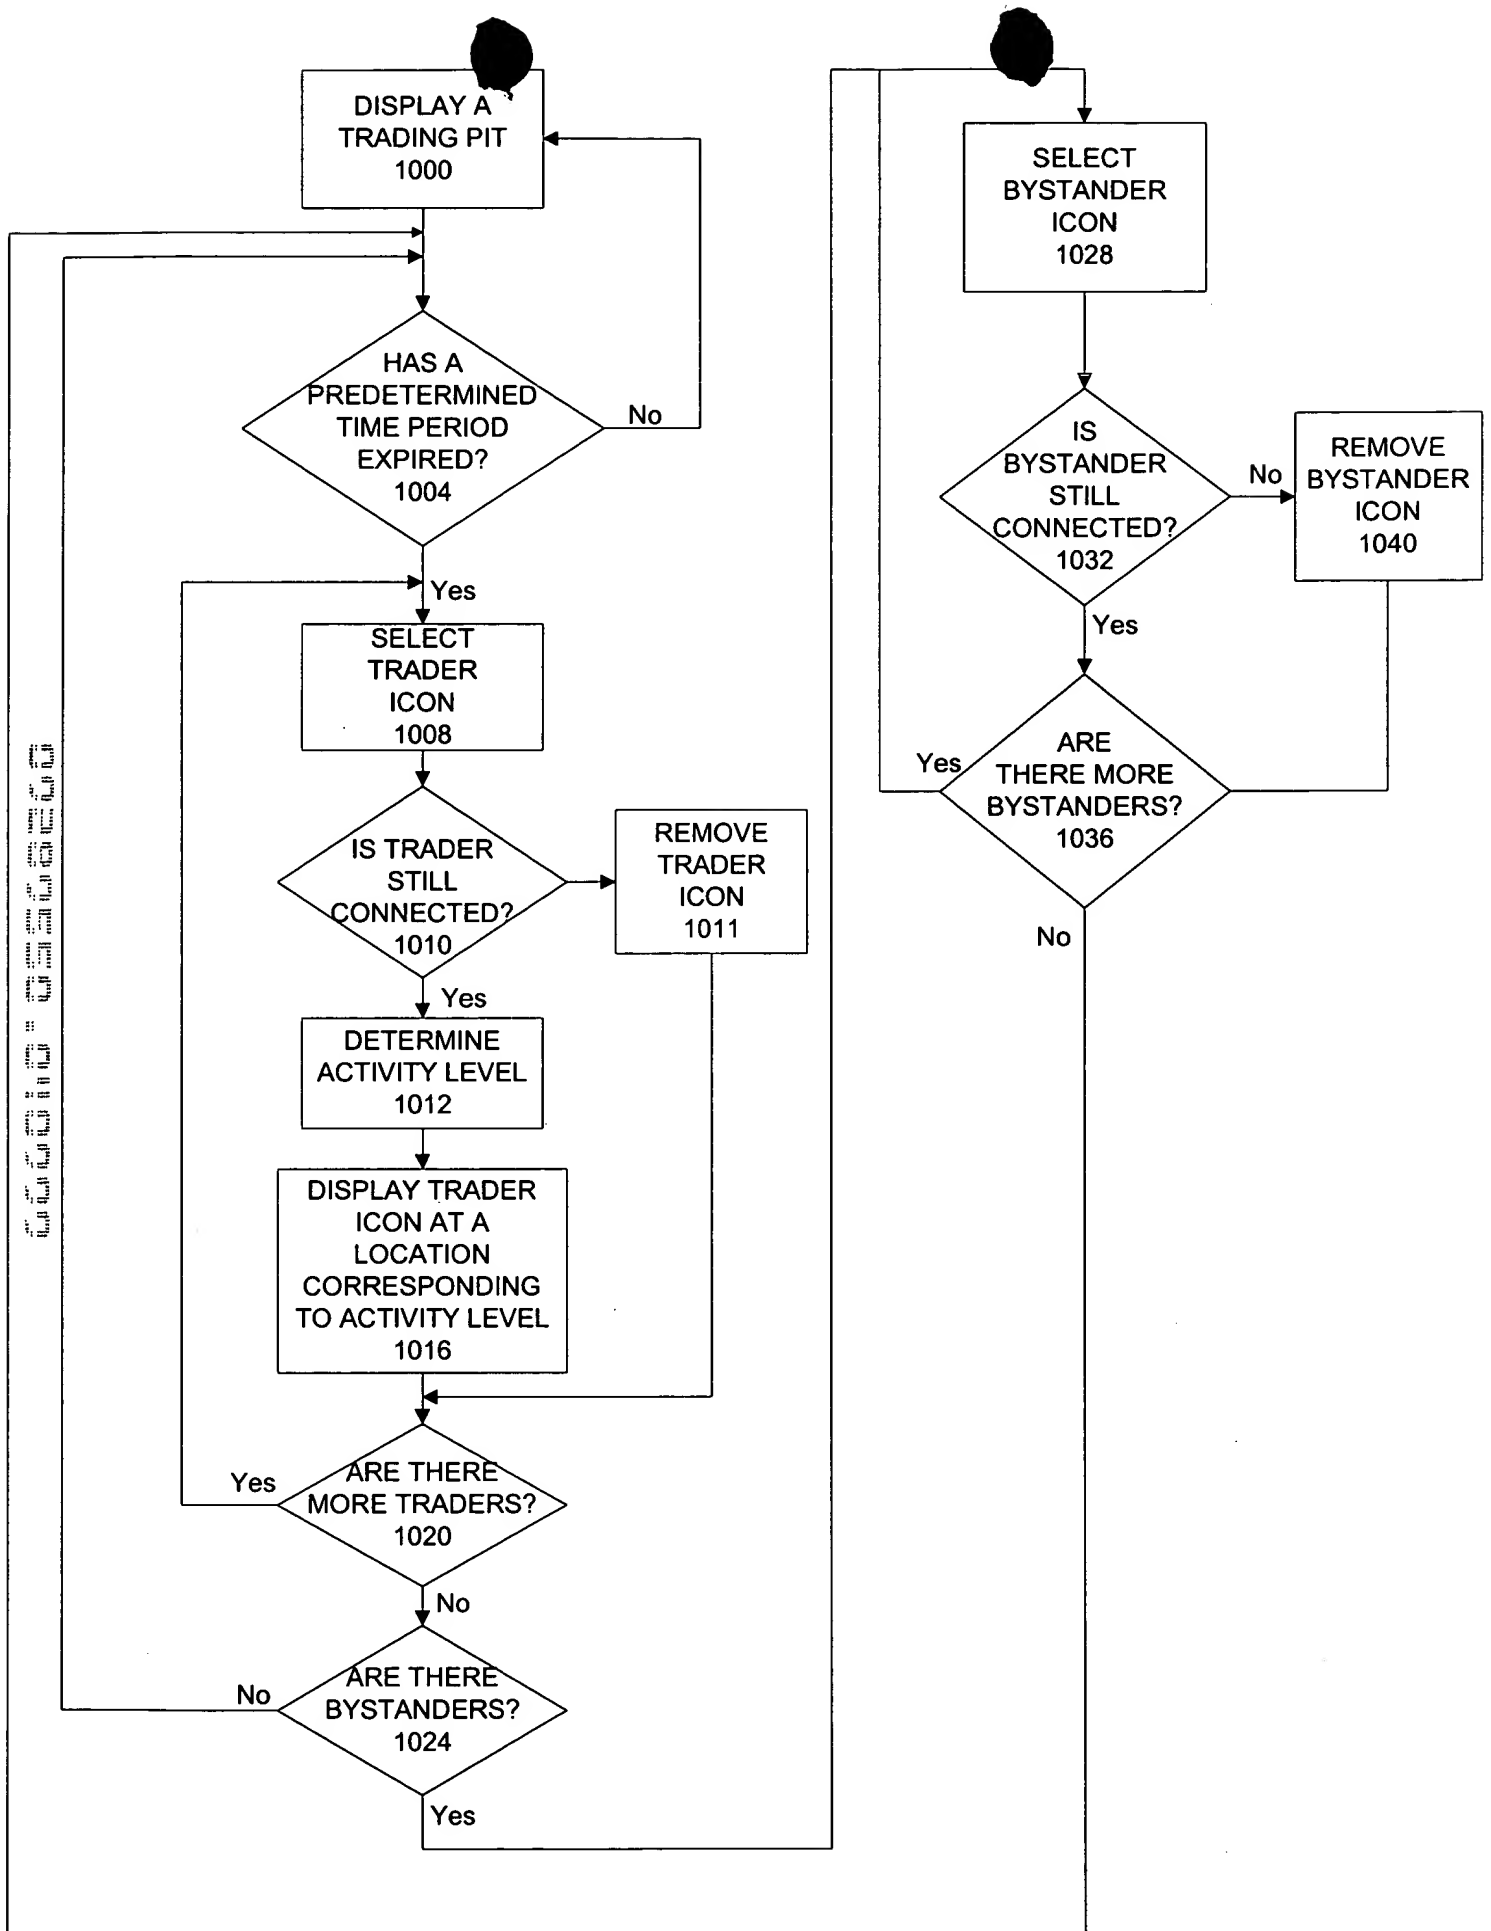 DISPLAY A
TRADING PIT
1000
HAS A
PREDETERMINED
TIME PERIOD
EXPIRED?
1004
No
Yes
SELECT
TRADER
ICON
1008
IS TRADER
STILL
CONNECTED?
1010
REMOVE
TRADER
ICON
1011
Yes
DETERMINE
ACTIVITY LEVEL
1012
DISPLAY TRADER
ICON AT A
LOCATION
CORRESPONDING
TO ACTIVITY LEVEL
1016
ARE THERE
MORE TRADERS?
1020
Yes
No
ARE THERE
BYSTANDERS?
1024
No
Yes
SELECT
BYSTANDER
ICON
1028
IS
BYSTANDER
STILL
CONNECTED?
1032
No
REMOVE
BYSTANDER
ICON
1040
Yes
ARE
THERE MORE
BYSTANDERS?
1036
Yes
No